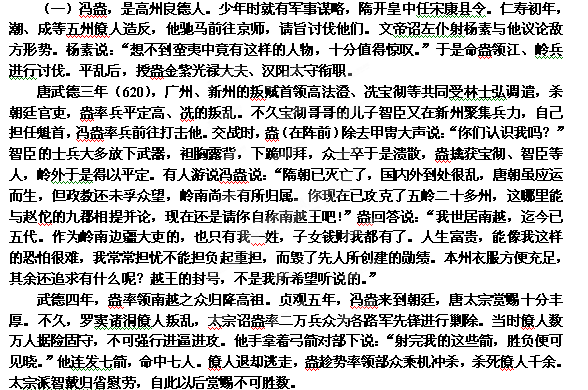 (一）冯盎，是高州良德人。少年时就有军事谋略，隋开皇中任宋康县令。仁寿初年，
潮、成等五州僚人造反，他驰马前往京师，请旨讨伐他们。文帝诏左仆射杨素与他议论敌
方形势。杨素说：“想不到蛮夷中竟有这样的人物，十分值得惊叹。”于是命盎领江、岭兵
进行讨伐。平乱后，授盎金紫光禄大夫、汉阳太守衔职。
唐武德三年（620），广州、新州的叛贼首领高法澄、冼宝彻等共同受林士弘调遣，杀
朝廷官吏，盎率兵平定高、冼的叛乱。不久宝彻哥哥的儿子智臣又在新州聚集兵力，自己
担任魁首，冯盎率兵前往打击他。交战时，盎（在阵前）除去甲胄大声说：“你们认识我吗？”
智臣的士兵大多放下武器，袒胸露背，下跪叩拜，众士卒于是溃散，盎擒获宝彻、智臣等
人，岭外于是得以平定。有人游说冯盎说：“隋朝已灭亡了，国内外到处很乱，唐朝虽应运
而生，但政教还未孚众望，岭南尚未有所归属。你现在已攻克了五岭二十多州，这哪里能
与赵佗的九郡相提并论，现在还是请你自称南越王吧！”盎回答说：“我世居南越，迄今已
五代。作为岭南边疆大吏的，也只有我一姓，子女钱财我都有了。人生富贵，能像我这样
的恐怕很难，我常常担忧不能担负起重担，而毁了先人所创建的勋绩。本州衣服方便充足，
其余还追求有什么呢？越王的封号，不是我所希望听说的。”
武德四年，盎率领南越之众归降高祖。贞观五年，冯盎来到朝廷，唐太宗赏赐十分丰
厚。不久，罗窦诸洞僚人叛乱，太宗诏盎率二万兵众为各路军先锋进行剿除。当时僚人数
万人据险固守，不可强行进逼进攻。他手拿着弓箭对部下说：“射完我的这些箭，胜负便可
见晓。”他连发七箭，命中七人。僚人退却逃走，盎趁势率领部众乘机冲杀，杀死僚人千余。
太宗派智戴归省慰劳，自此以后赏赐不可胜数。